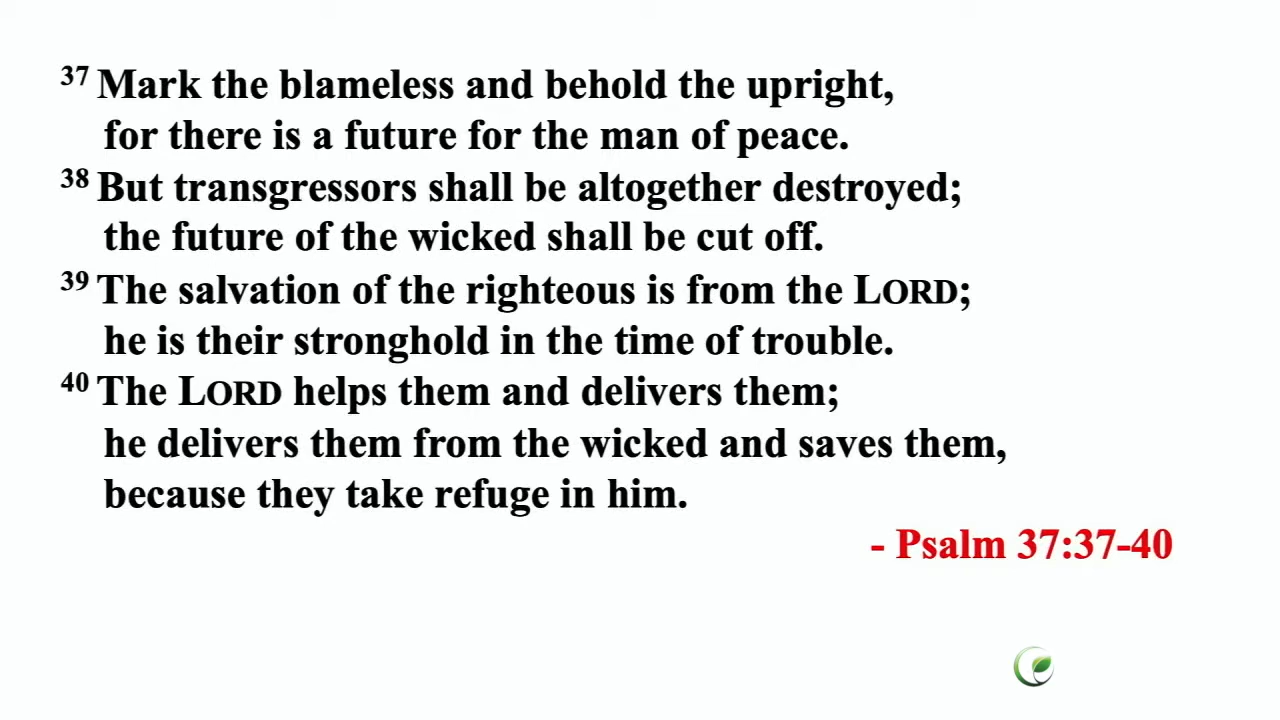 37 Mark the blameless and behold the upright,
for there is a future for the man of peace.
38 But transgressors shall be altogether destroyed;
the future of the wicked shall be cut off.
39 The salvation of the righteous is from the LORD;
he is their stronghold in the time of trouble.
40 The LORD helps them and delivers them;
he delivers them from the wicked and saves them,
because they take refuge in him.
- Psalm 37:37-40